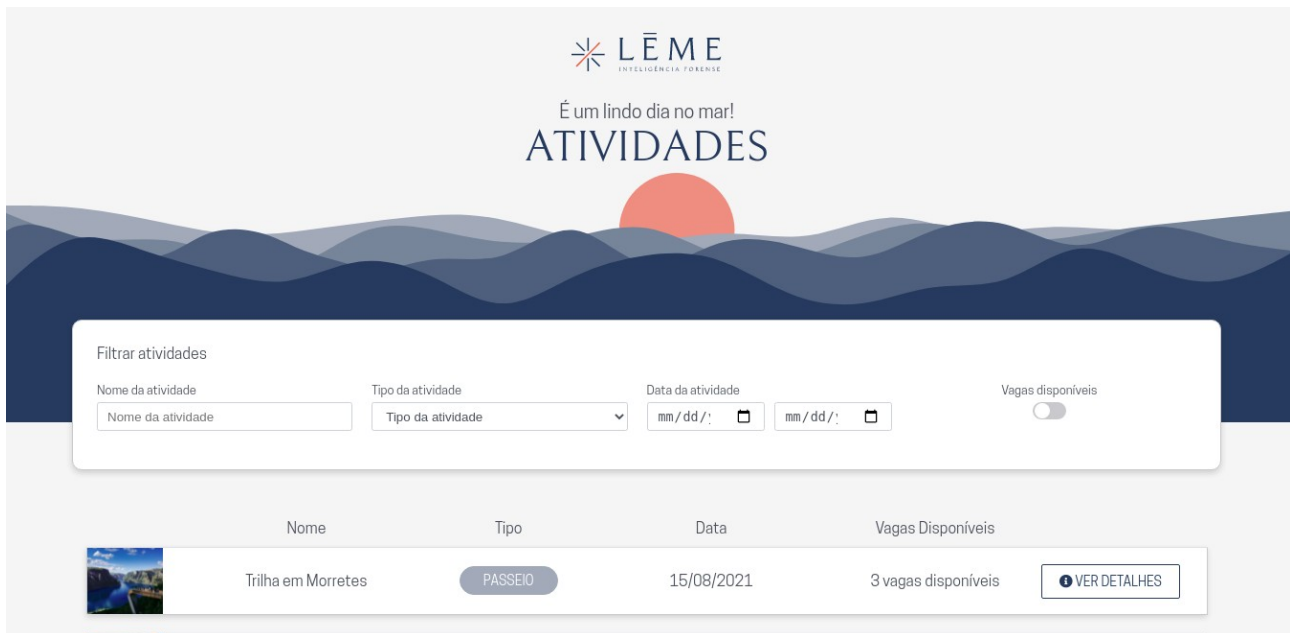 LĒME
INTELIGÊNCIA FORENSE
É um lindo dia no mar!
ATIVIDADES
Filtrar atividades
Nome da atividade Tipo da atividade Data da atividade Vagas disponíveis
Nome da atividade Tipo da atividade mm/dd/ mm/dd/
Nome Tipo Data Vagas Disponíveis
Trilha em Morretes PASSEIO 15/08/2021 3 vagas disponíveis VER DETALHES